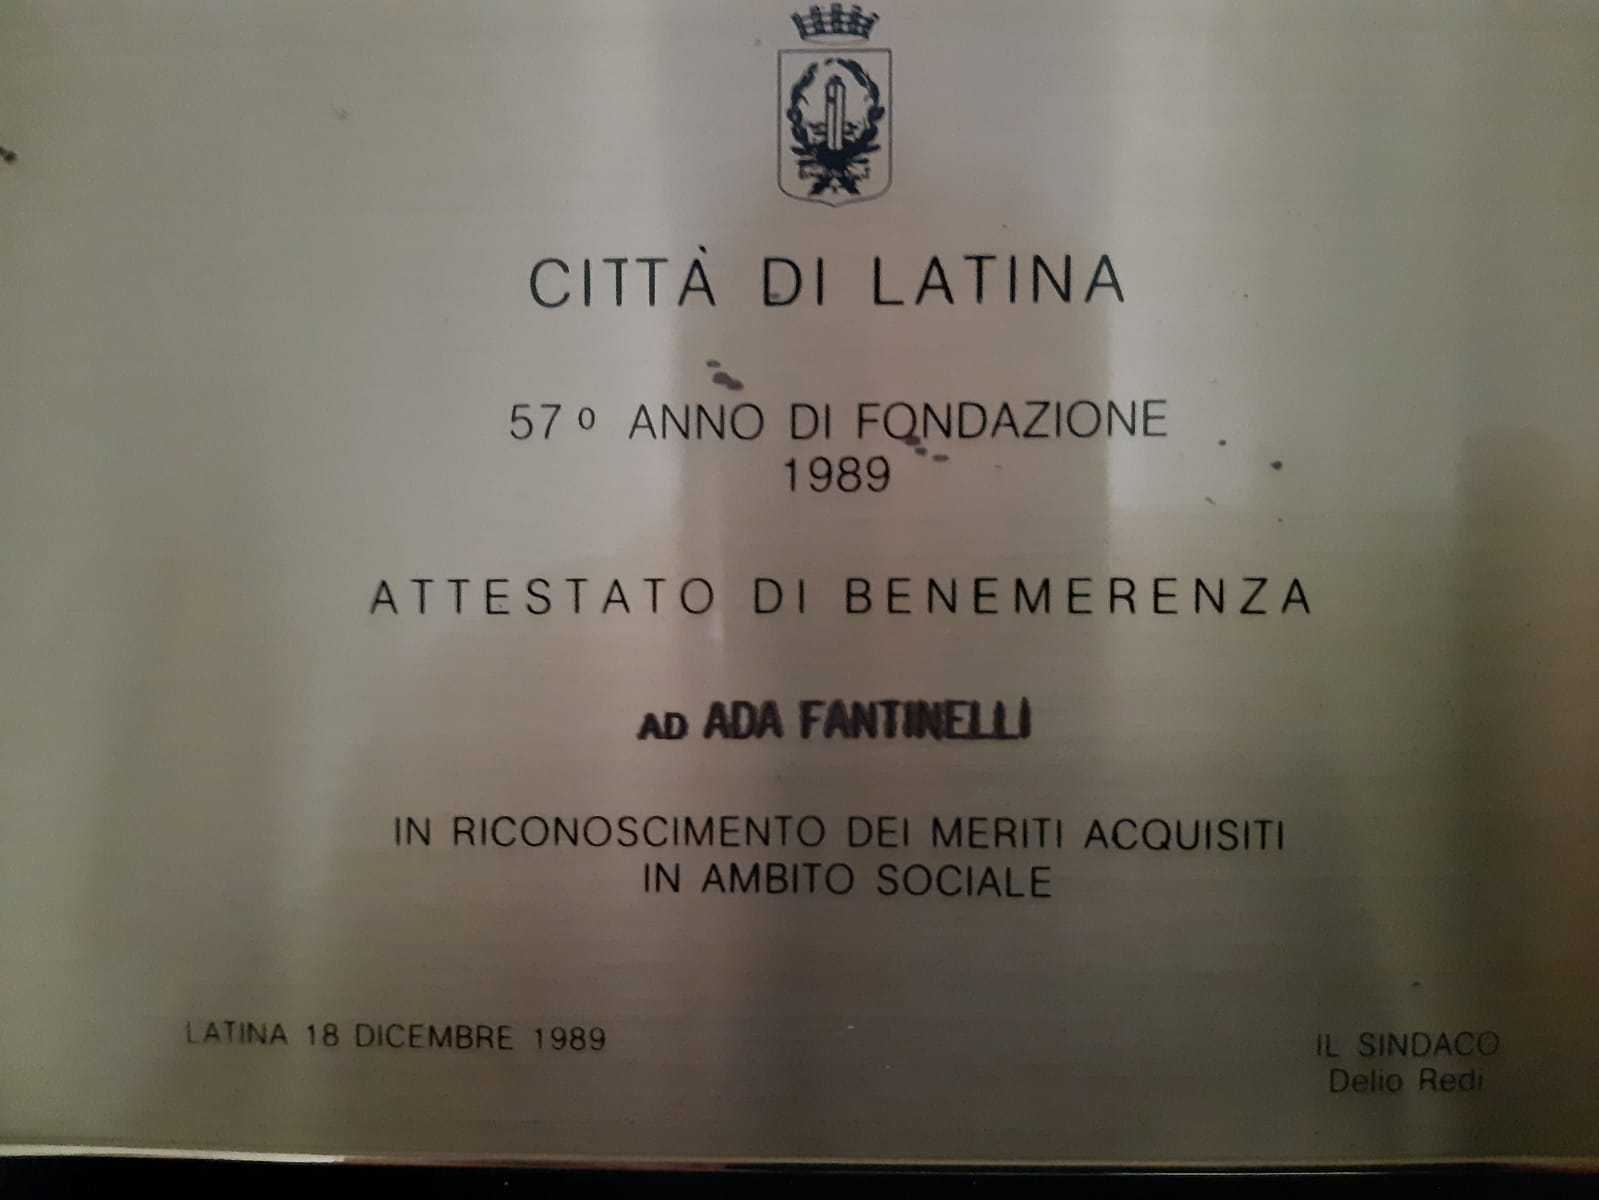 CITTÀ DI LATINA
57º ANNO DI FONDAZIONE
1989
ATTESTATO DI BENEMERENZA
AD ADA FANTINELLI
IN RICONOSCIMENTO DEI MERITI ACQUISITI
IN AMBITO SOCIALE
LATINA 18 DICEMBRE 1989
IL SINDACO
Delio Redi